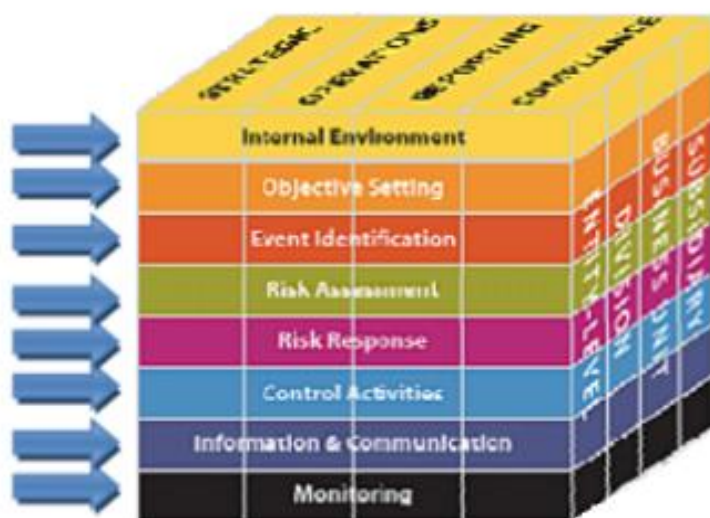 STRATEGIC
OPERATIONS
REPORTING
COMPLIANCE
Internal Environment
Objective Setting
Event Identification
Risk Assessment
Risk Response
Control Activities
Information & Communication
Monitoring
ENTITY-LEVEL
DIVISION
BUSINESS UNIT
SUBSIDIARY